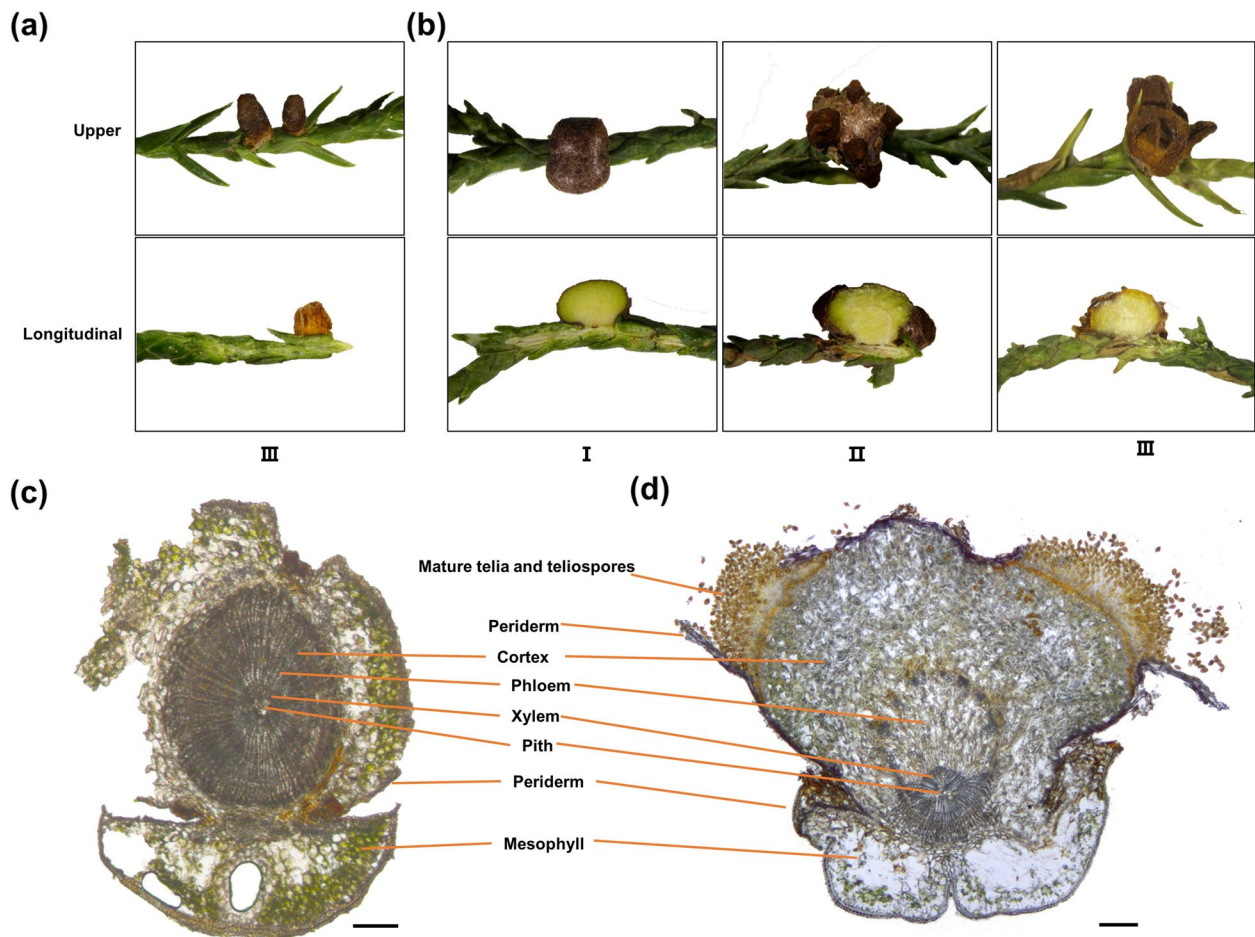 (a)
(b)
Upper
Longitudinal
Ⅲ
Ⅰ
Ⅱ
Ⅲ
(c)
(d)
Mature telia and teliospores
Periderm
Cortex
Phloem
Xylem
Pith
Periderm
Mesophyll